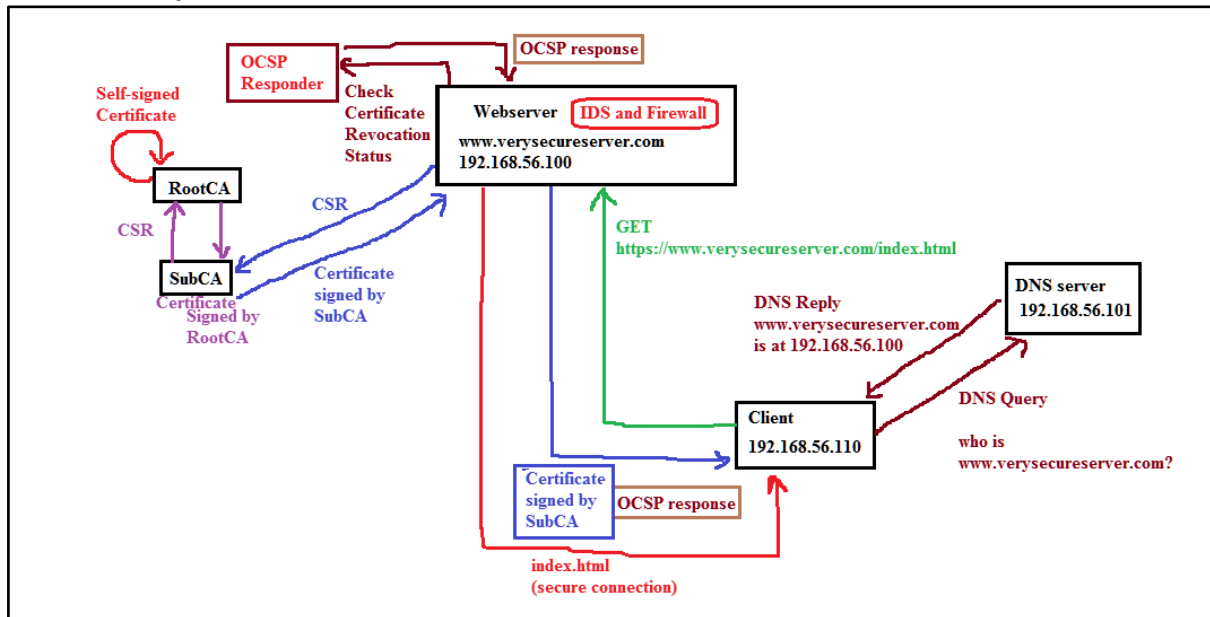 OCSP response
OCSP
Responder
Self-signed
Certificate
Check
Certificate
Revocation
Status
Webserver
IDS and Firewall
www.verysecureserver.com
192.168.56.100
RootCA
CSR
SubCA
Certificate
Signed by
RootCA
CSR
Certificate
signed by
SubCA
GET
https://www.verysecureserver.com/index.html
DNS server
192.168.56.101
DNS Reply
www.verysecureserver.com
is at 192.168.56.100
DNS Query
who is
www.verysecureserver.com?
Client
192.168.56.110
Certificate
signed by
SubCA
OCSP response
index.html
(secure connection)